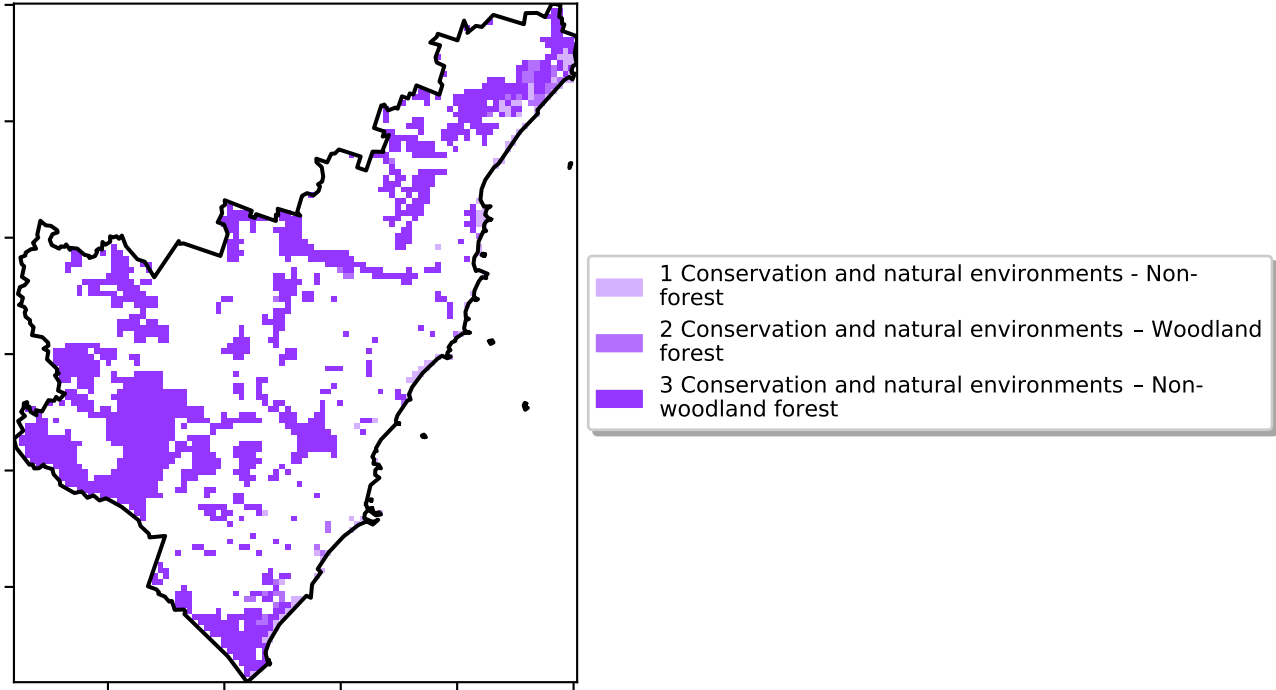 1 Conservation and natural environments - Non-
forest
2 Conservation and natural environments – Woodland
forest
3 Conservation and natural environments – Non-
woodland forest